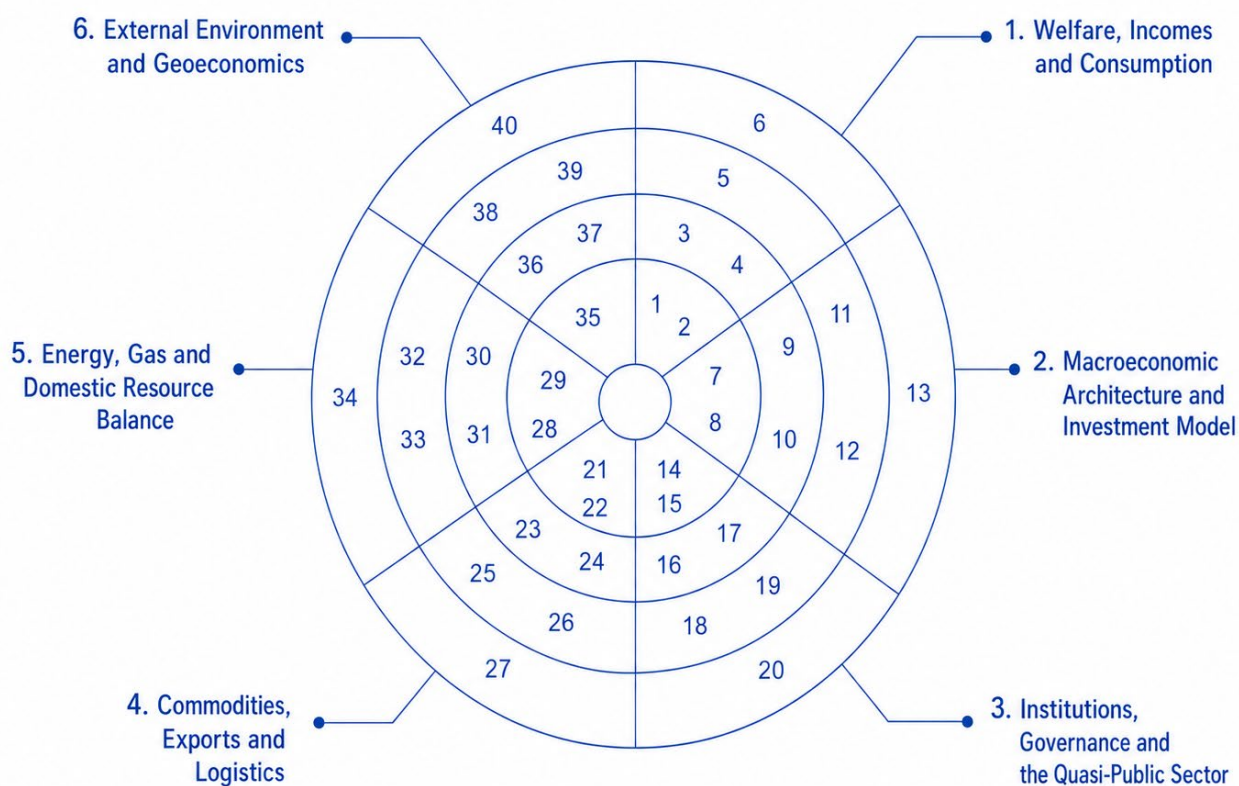 6. External Environment
and Geoeconomics
1. Welfare, Incomes
and Consumption
40
6
39
5
38
37
3
36
4
35
1
2
11
9
32
30
29
7
13
34
33
31
28
8
10
12
5. Energy, Gas and
Domestic Resource
Balance
2. Macroeconomic
Architecture and
Investment Model
21
14
22
15
23
17
24
16
25
19
26
18
27
20
4. Commodities,
Exports and
Logistics
3. Institutions,
Governance and
the Quasi-Public Sector